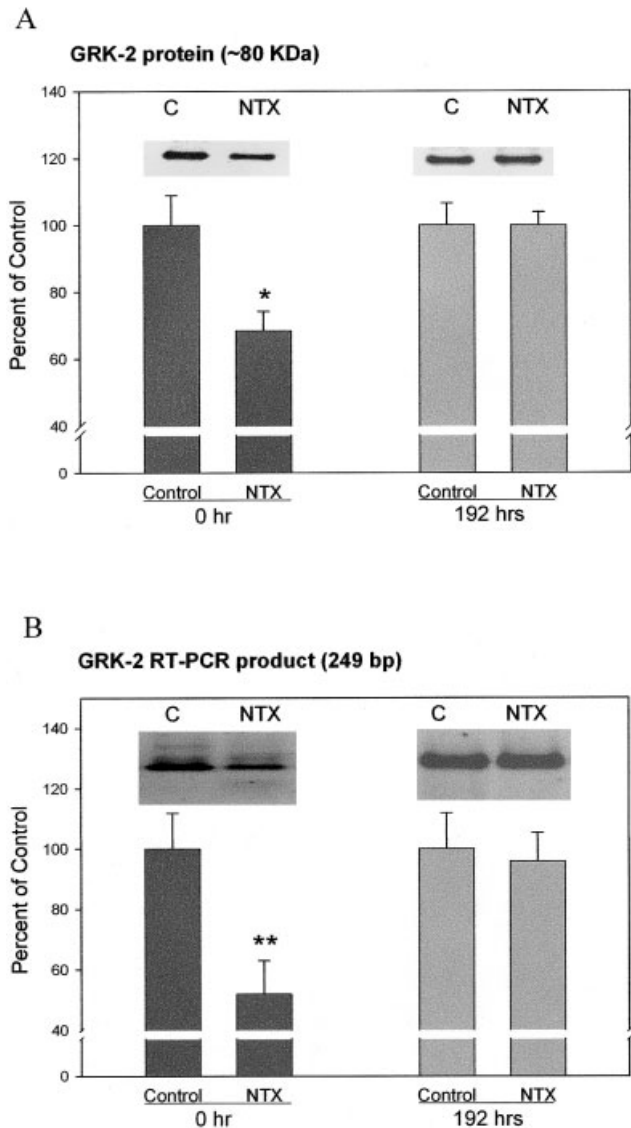 A
GRK-2 protein (~80 KDa)
140
C NTX C NTX
120
100
80
*
60
40
0
Percent of Control
Control NTX Control NTX
0 hr 192 hrs
B
GRK-2 RT-PCR product (249 bp)
140
C NTX C NTX
120
100
80
**
60
40
0
Percent of Control
Control NTX Control NTX
0 hr 192 hrs